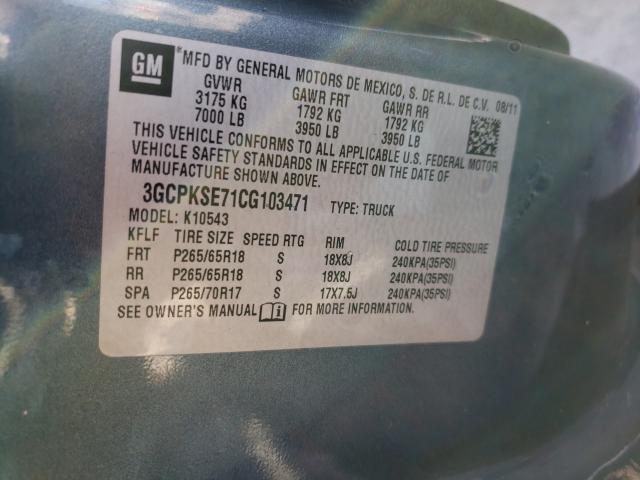 GM
*MFD BY GENERAL MOTORS DE MEXICO, S. DE R.L. DE C.V. 08/11
GVWR GAWR FRT GAWR RR
3175 KG 1792 KG 1792 KG
7000 LB 3950 LB 3950 LB
THIS VEHICLE CONFORMS TO ALL APPLICABLE U.S. FEDERAL MOTOR
VEHICLE SAFETY STANDARDS IN EFFECT ON THE DATE OF
MANUFACTURE SHOWN ABOVE.
3GCPKSE71CG103471 TYPE: TRUCK
MODEL: K10543
KFLF TIRE SIZE SPEED RTG RIM COLD TIRE PRESSURE
FRT P265/65R18 S 18X8J 240KPA(35PSI)
RR P265/65R18 S 18X8J 240KPA(35PSI)
SPA P265/70R17 S 17X7.5J 240KPA(35PSI)
SEE OWNER'S MANUAL FOR MORE INFORMATION.